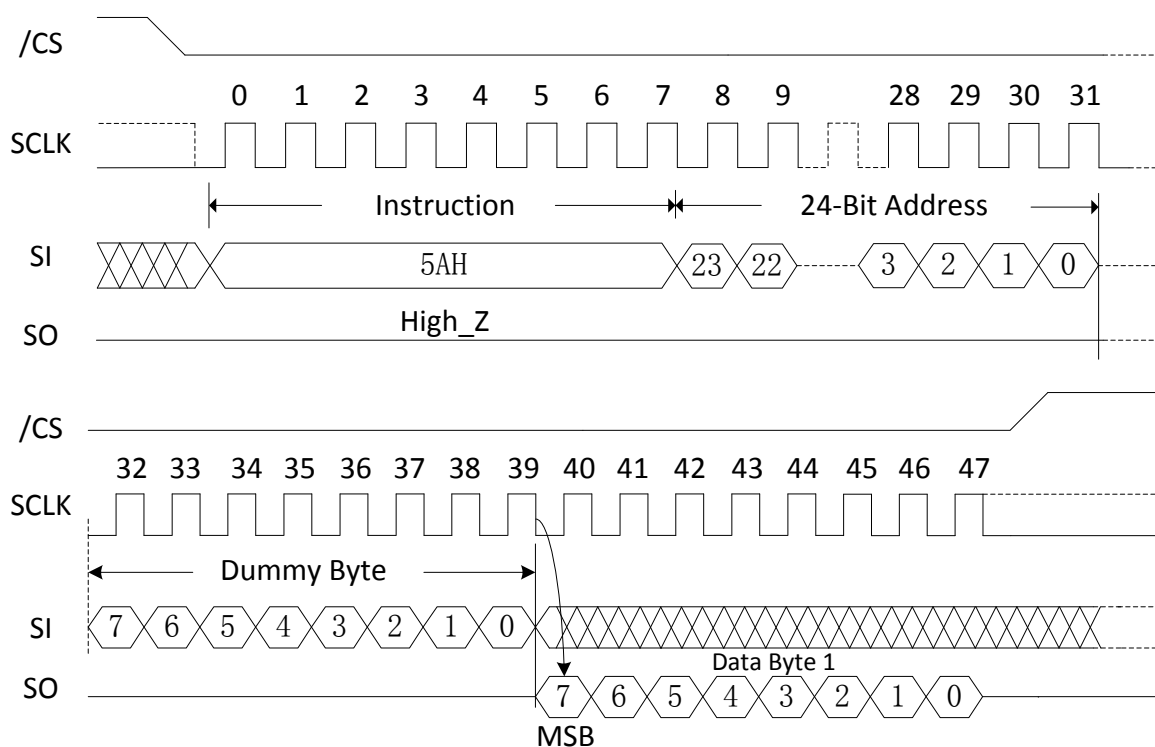 /CS
0 1 2 3 4 5 6 7 8 9 28 29 30 31
SCLK
Instruction 24-Bit Address
SI 5AH 23 22 3 2 1 0
High_Z
SO
/CS
32 33 34 35 36 37 38 39 40 41 42 43 44 45 46 47
SCLK
Dummy Byte
SI 7 6 5 4 3 2 1 0
Data Byte 1
SO 7 6 5 4 3 2 1 0
MSB